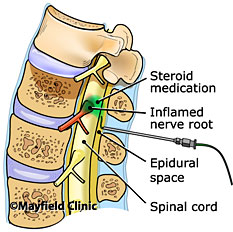 Steroid
medication
Inflamed
nerve root
Epidural
space
Spinal cord
©Mayfield Clinic